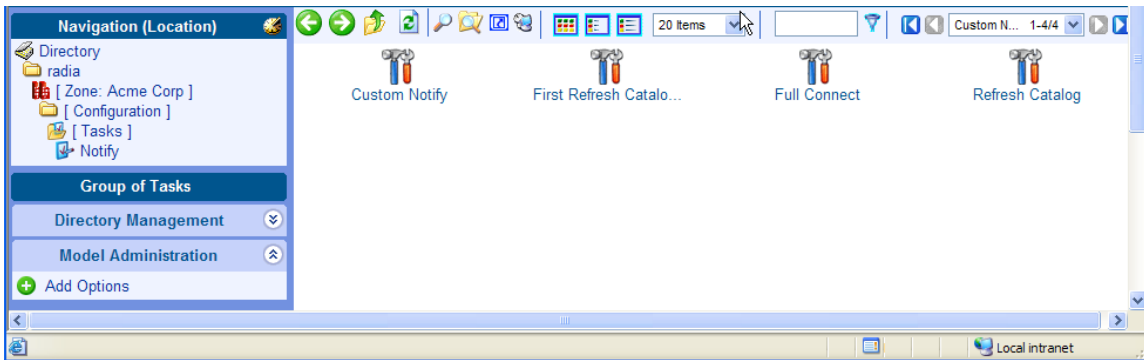 Navigation (Location)
20 Items
Custom N... 1-4/4
Directory
radia
[ Zone: Acme Corp ]
[ Configuration ]
[ Tasks ]
Notify
Custom Notify
First Refresh Catalo...
Full Connect
Refresh Catalog
Group of Tasks
Directory Management
Model Administration
Add Options
Local intranet